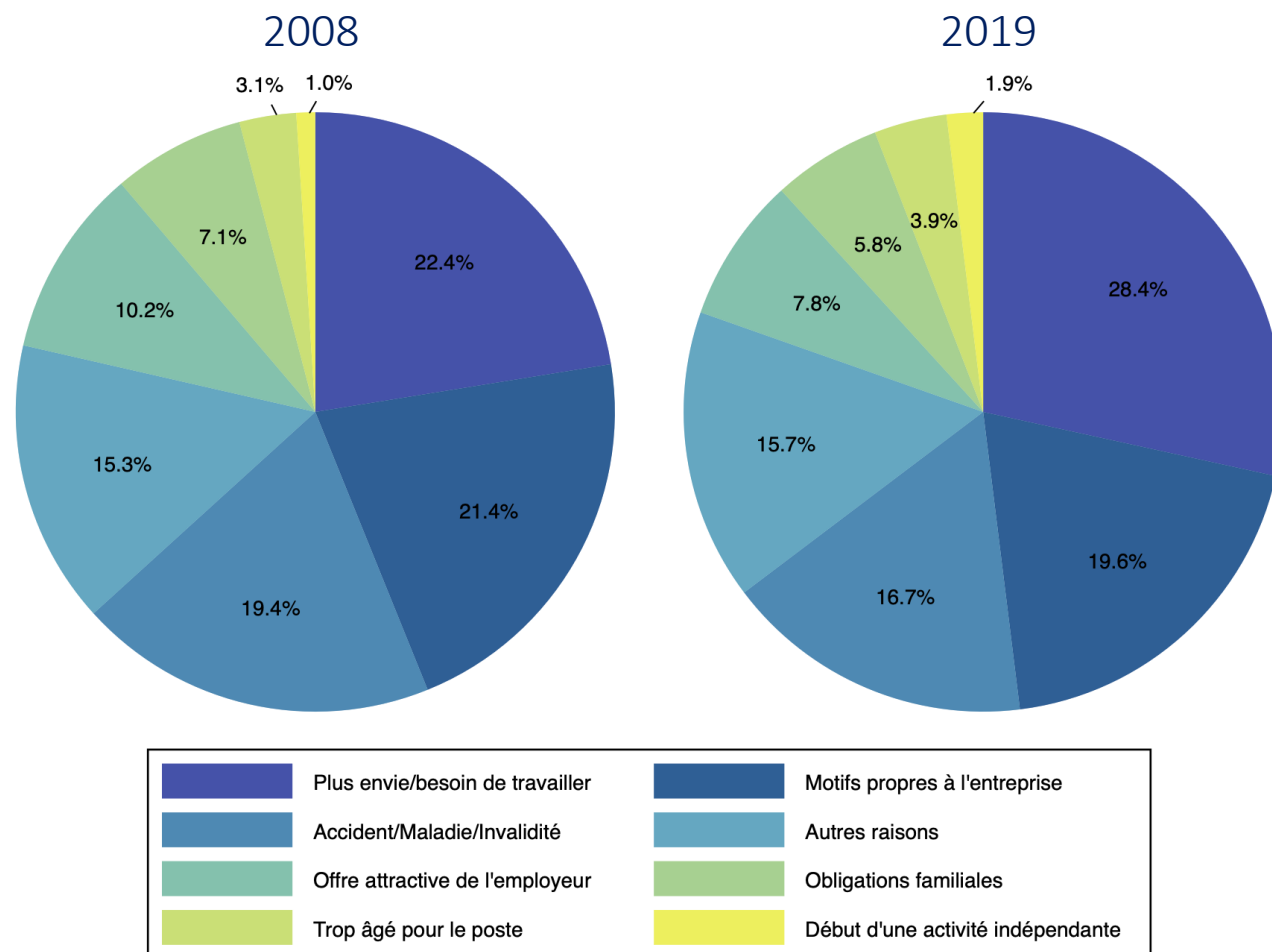 2008
2019
3.1%
1.0%
1.9%
7.1%
22.4%
10.2%
15.3%
21.4%
19.4%
3.9%
5.8%
28.4%
7.8%
15.7%
19.6%
16.7%
Plus envie/besoin de travailler
Motifs propres à l'entreprise
Accident/Maladie/Invalidité
Autres raisons
Offre attractive de l'employeur
Obligations familiales
Trop âgé pour le poste
Début d'une activité indépendante